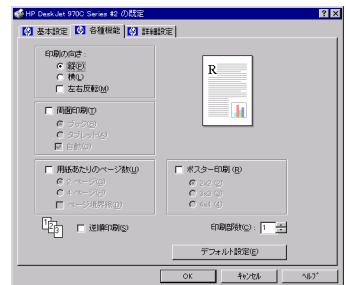 HP DeskJet 970C Series #2 の既定
基本設定 各種機能 詳細設定
印刷の向き:
縦(P)
横(L)
左右反転(M)
両面印刷(T)
ブック(B)
タブレット(A)
自動(O)
用紙あたりのページ数(U)
2 ページ(G)
4 ページ(F)
ページ境界線(D)
ポスター印刷 (R)
2x2 (2)
3x3 (3)
4x4 (4)
R
1
2
3
逆順印刷(S)
印刷部数(C): 1
デフォルト設定(E)
OK キャンセル ヘルプ